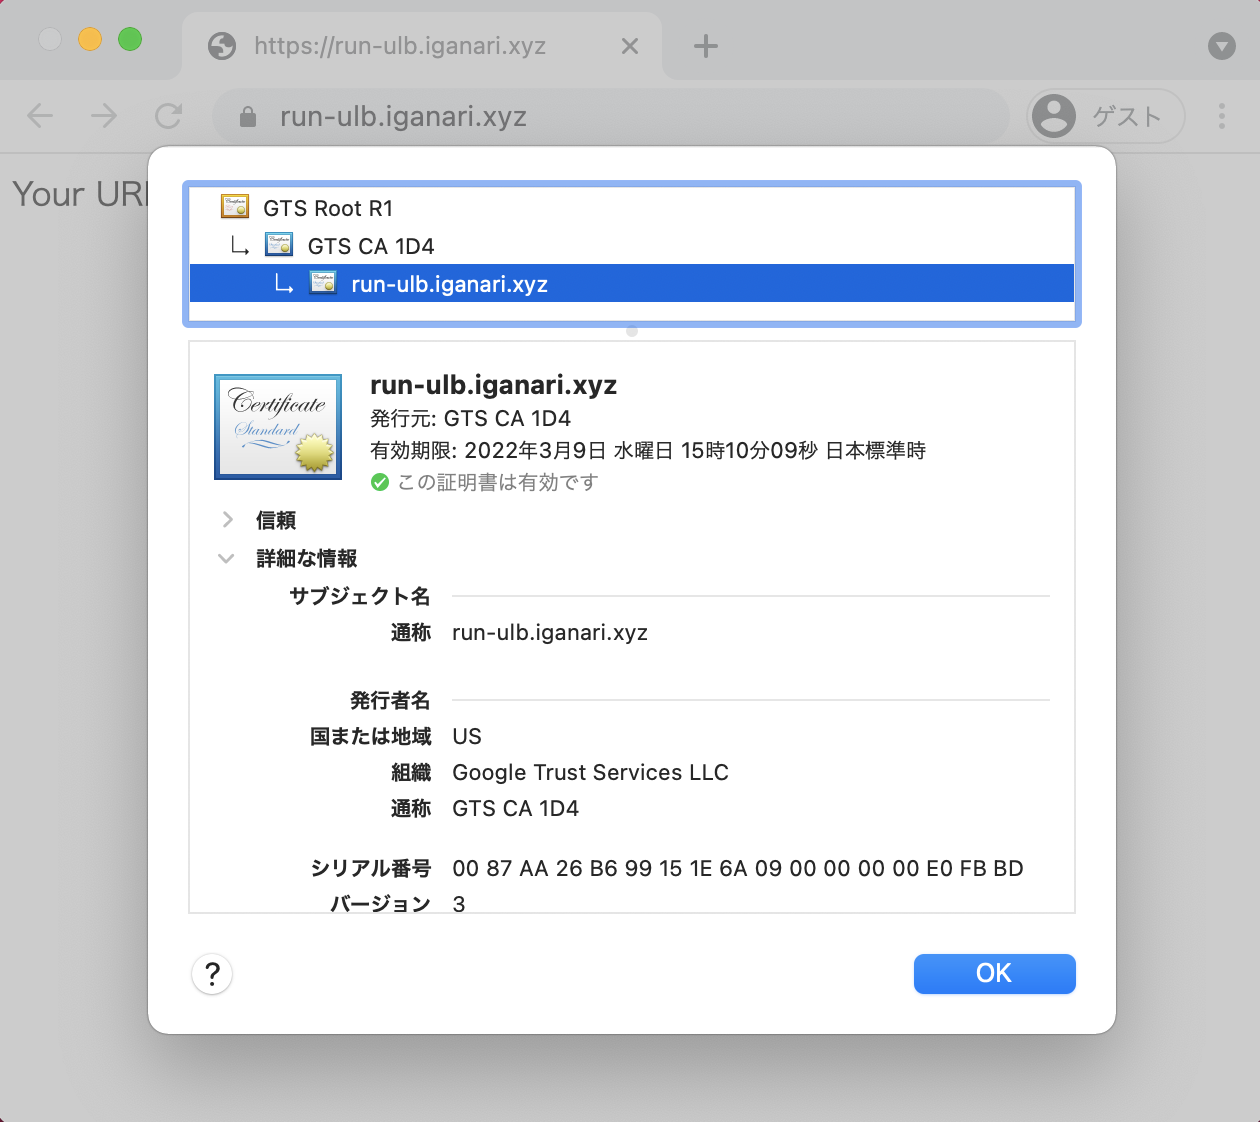 https://run-ulb.iganari.xyz
run-ulb.iganari.xyz
ゲスト
Your URI
GTS Root R1
GTS CA 1D4
run-ulb.iganari.xyz
Certificate
Standard
run-ulb.iganari.xyz
発行元: GTS CA 1D4
有効期限: 2022年3月9日 水曜日 15時10分09秒 日本標準時
この証明書は有効です
信頼
詳細な情報
サブジェクト名
通称 run-ulb.iganari.xyz
発行者名
国または地域 US
組織 Google Trust Services LLC
通称 GTS CA 1D4
シリアル番号 00 87 AA 26 B6 99 15 1E 6A 09 00 00 00 00 E0 FB BD
バージョン 3
?
OK